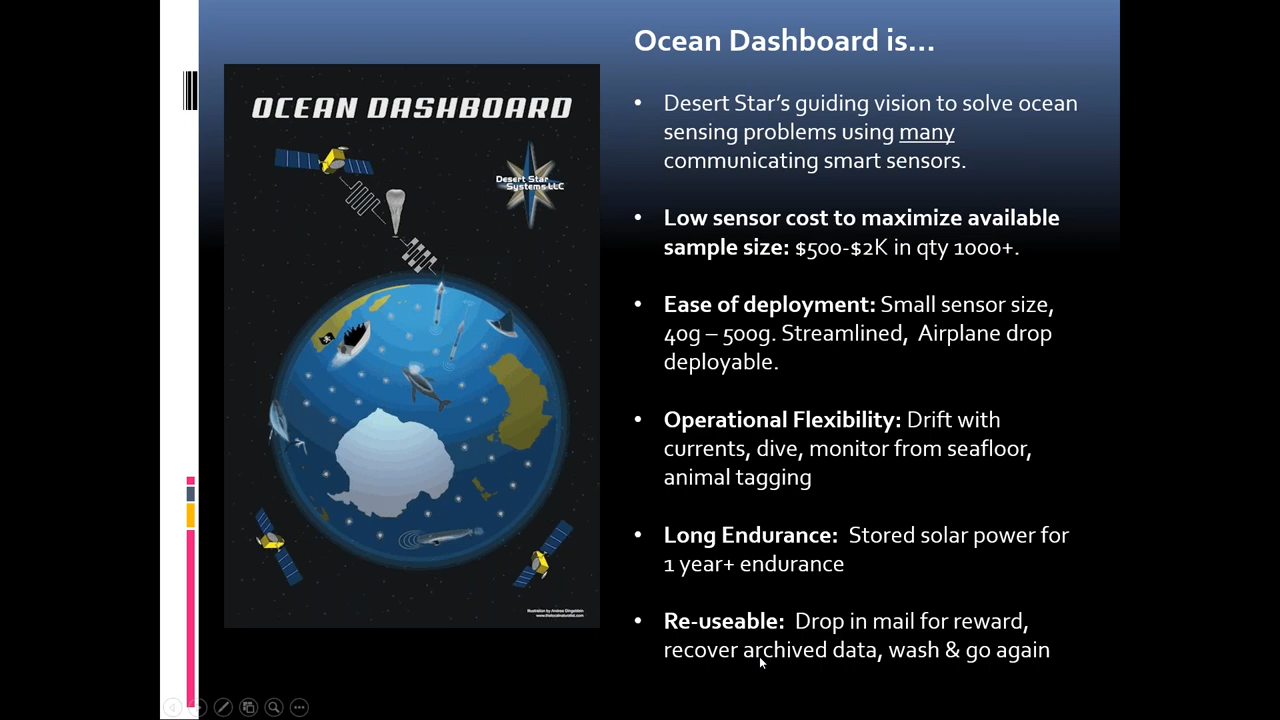 Ocean Dashboard is...
OCEAN DASHBOARD
Desert Star
Systems LLC
Illustration by Andrea Dingeldein
www.thelocalnaturalist.com
• Desert Star's guiding vision to solve ocean
sensing problems using many
communicating smart sensors.
• Low sensor cost to maximize available
sample size: $500-$2K in qty 1000+.
• Ease of deployment: Small sensor size,
40g – 500g. Streamlined,  Airplane drop
deployable.
• Operational Flexibility: Drift with
currents, dive, monitor from seafloor,
animal tagging
• Long Endurance:  Stored solar power for
1 year+ endurance
• Re-useable:  Drop in mail for reward,
recover archived data, wash & go again